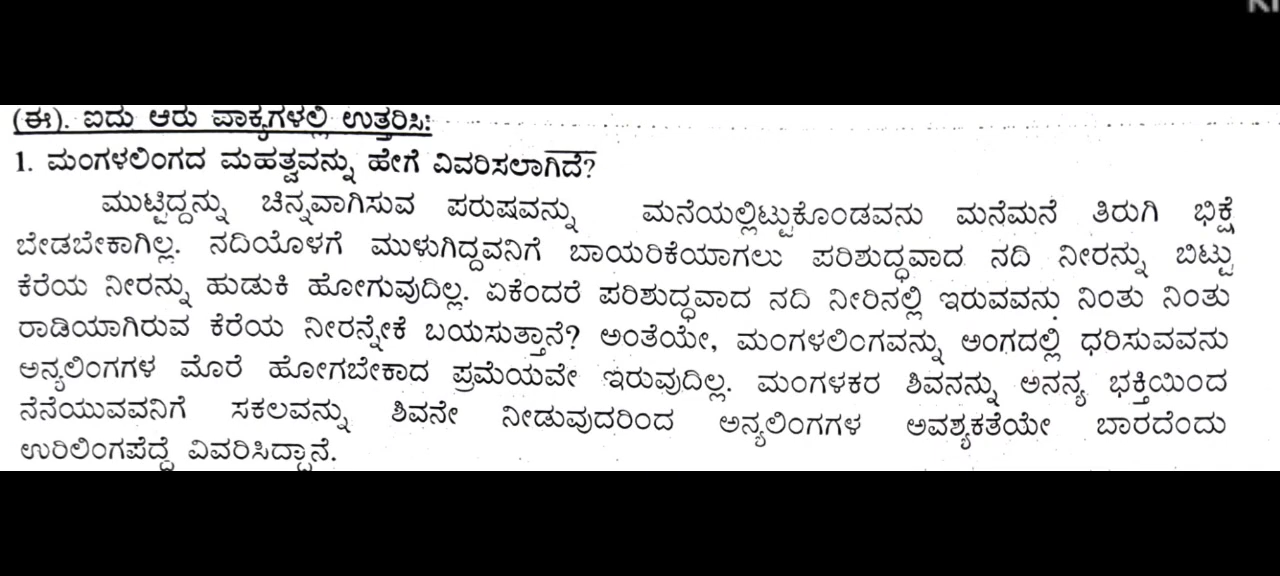 (ಈ). ಐದು ಆರು ವಾಕ್ಯಗಳಲ್ಲಿ ಉತ್ತರಿಸಿ:
1. ಮಂಗಳಲಿಂಗದ ಮಹತ್ವವನ್ನು ಹೇಗೆ ವಿವರಿಸಲಾಗಿದೆ?
ಮುಟ್ಟಿದ್ದನ್ನು ಚಿನ್ನವಾಗಿಸುವ ಪರುಷವನ್ನು ಮನೆಯಲ್ಲಿಟ್ಟುಕೊಂಡವನು ಮನೆಮನೆ ತಿರುಗಿ ಭಿಕ್ಷೆ
ಬೇಡಬೇಕಾಗಿಲ್ಲ. ನದಿಯೊಳಗೆ ಮುಳುಗಿದ್ದವನಿಗೆ ಬಾಯರಿಕೆಯಾಗಲು ಪರಿಶುದ್ಧವಾದ ನದಿ ನೀರನ್ನು ಬಿಟ್ಟು
ಕೆರೆಯ ನೀರನ್ನು ಹುಡುಕಿ ಹೋಗುವುದಿಲ್ಲ. ಏಕೆಂದರೆ ಪರಿಶುದ್ಧವಾದ ನದಿ ನೀರಿನಲ್ಲಿ ಇರುವವನು ನಿಂತು ನಿಂತು
ರಾಡಿಯಾಗಿರುವ ಕೆರೆಯ ನೀರನ್ನೇಕೆ ಬಯಸುತ್ತಾನೆ? ಅಂತೆಯೇ, ಮಂಗಳಲಿಂಗವನ್ನು ಅಂಗದಲ್ಲಿ ಧರಿಸುವವನು
ಅನ್ಯಲಿಂಗಗಳ ಮೊರೆ ಹೋಗಬೇಕಾದ ಪ್ರಮೆಯವೇ ಇರುವುದಿಲ್ಲ. ಮಂಗಳಕರ ಶಿವನನ್ನು ಅನನ್ಯ ಭಕ್ತಿಯಿಂದ
ನೆನೆಯುವವನಿಗೆ ಸಕಲವನ್ನು ಶಿವನೇ ನೀಡುವುದರಿಂದ ಅನ್ಯಲಿಂಗಗಳ ಅವಶ್ಯಕತೆಯೇ ಬಾರದೆಂದು
ಉರಿಲಿಂಗಪೆದ್ದೆ ವಿವರಿಸಿದ್ದಾನೆ.